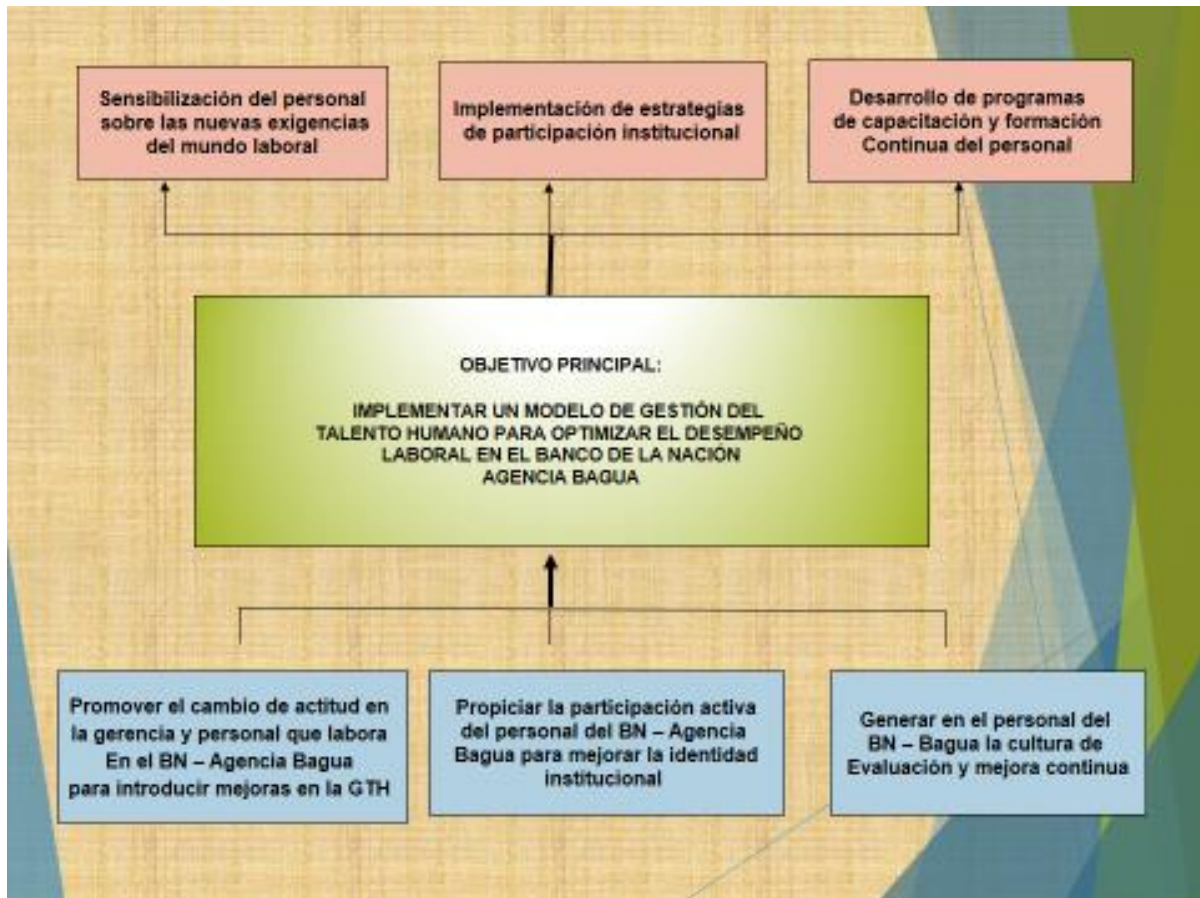 Sensibilización del personal
sobre las nuevas exigencias
del mundo laboral
Implementación de estrategias
de participación institucional
Desarrollo de programas
de capacitación y formación
Continua del personal
OBJETIVO PRINCIPAL:
IMPLEMENTAR UN MODELO DE GESTIÓN DEL
TALENTO HUMANO PARA OPTIMIZAR EL DESEMPEÑO
LABORAL EN EL BANCO DE LA NACIÓN
AGENCIA BAGUA
Promover el cambio de actitud en
la gerencia y personal que labora
En el BN – Agencia Bagua
para introducir mejoras en la GTH
Propiciar la participación activa
del personal del BN – Agencia
Bagua para mejorar la identidad
institucional
Generar en el personal del
BN – Bagua la cultura de
Evaluación y mejora continua